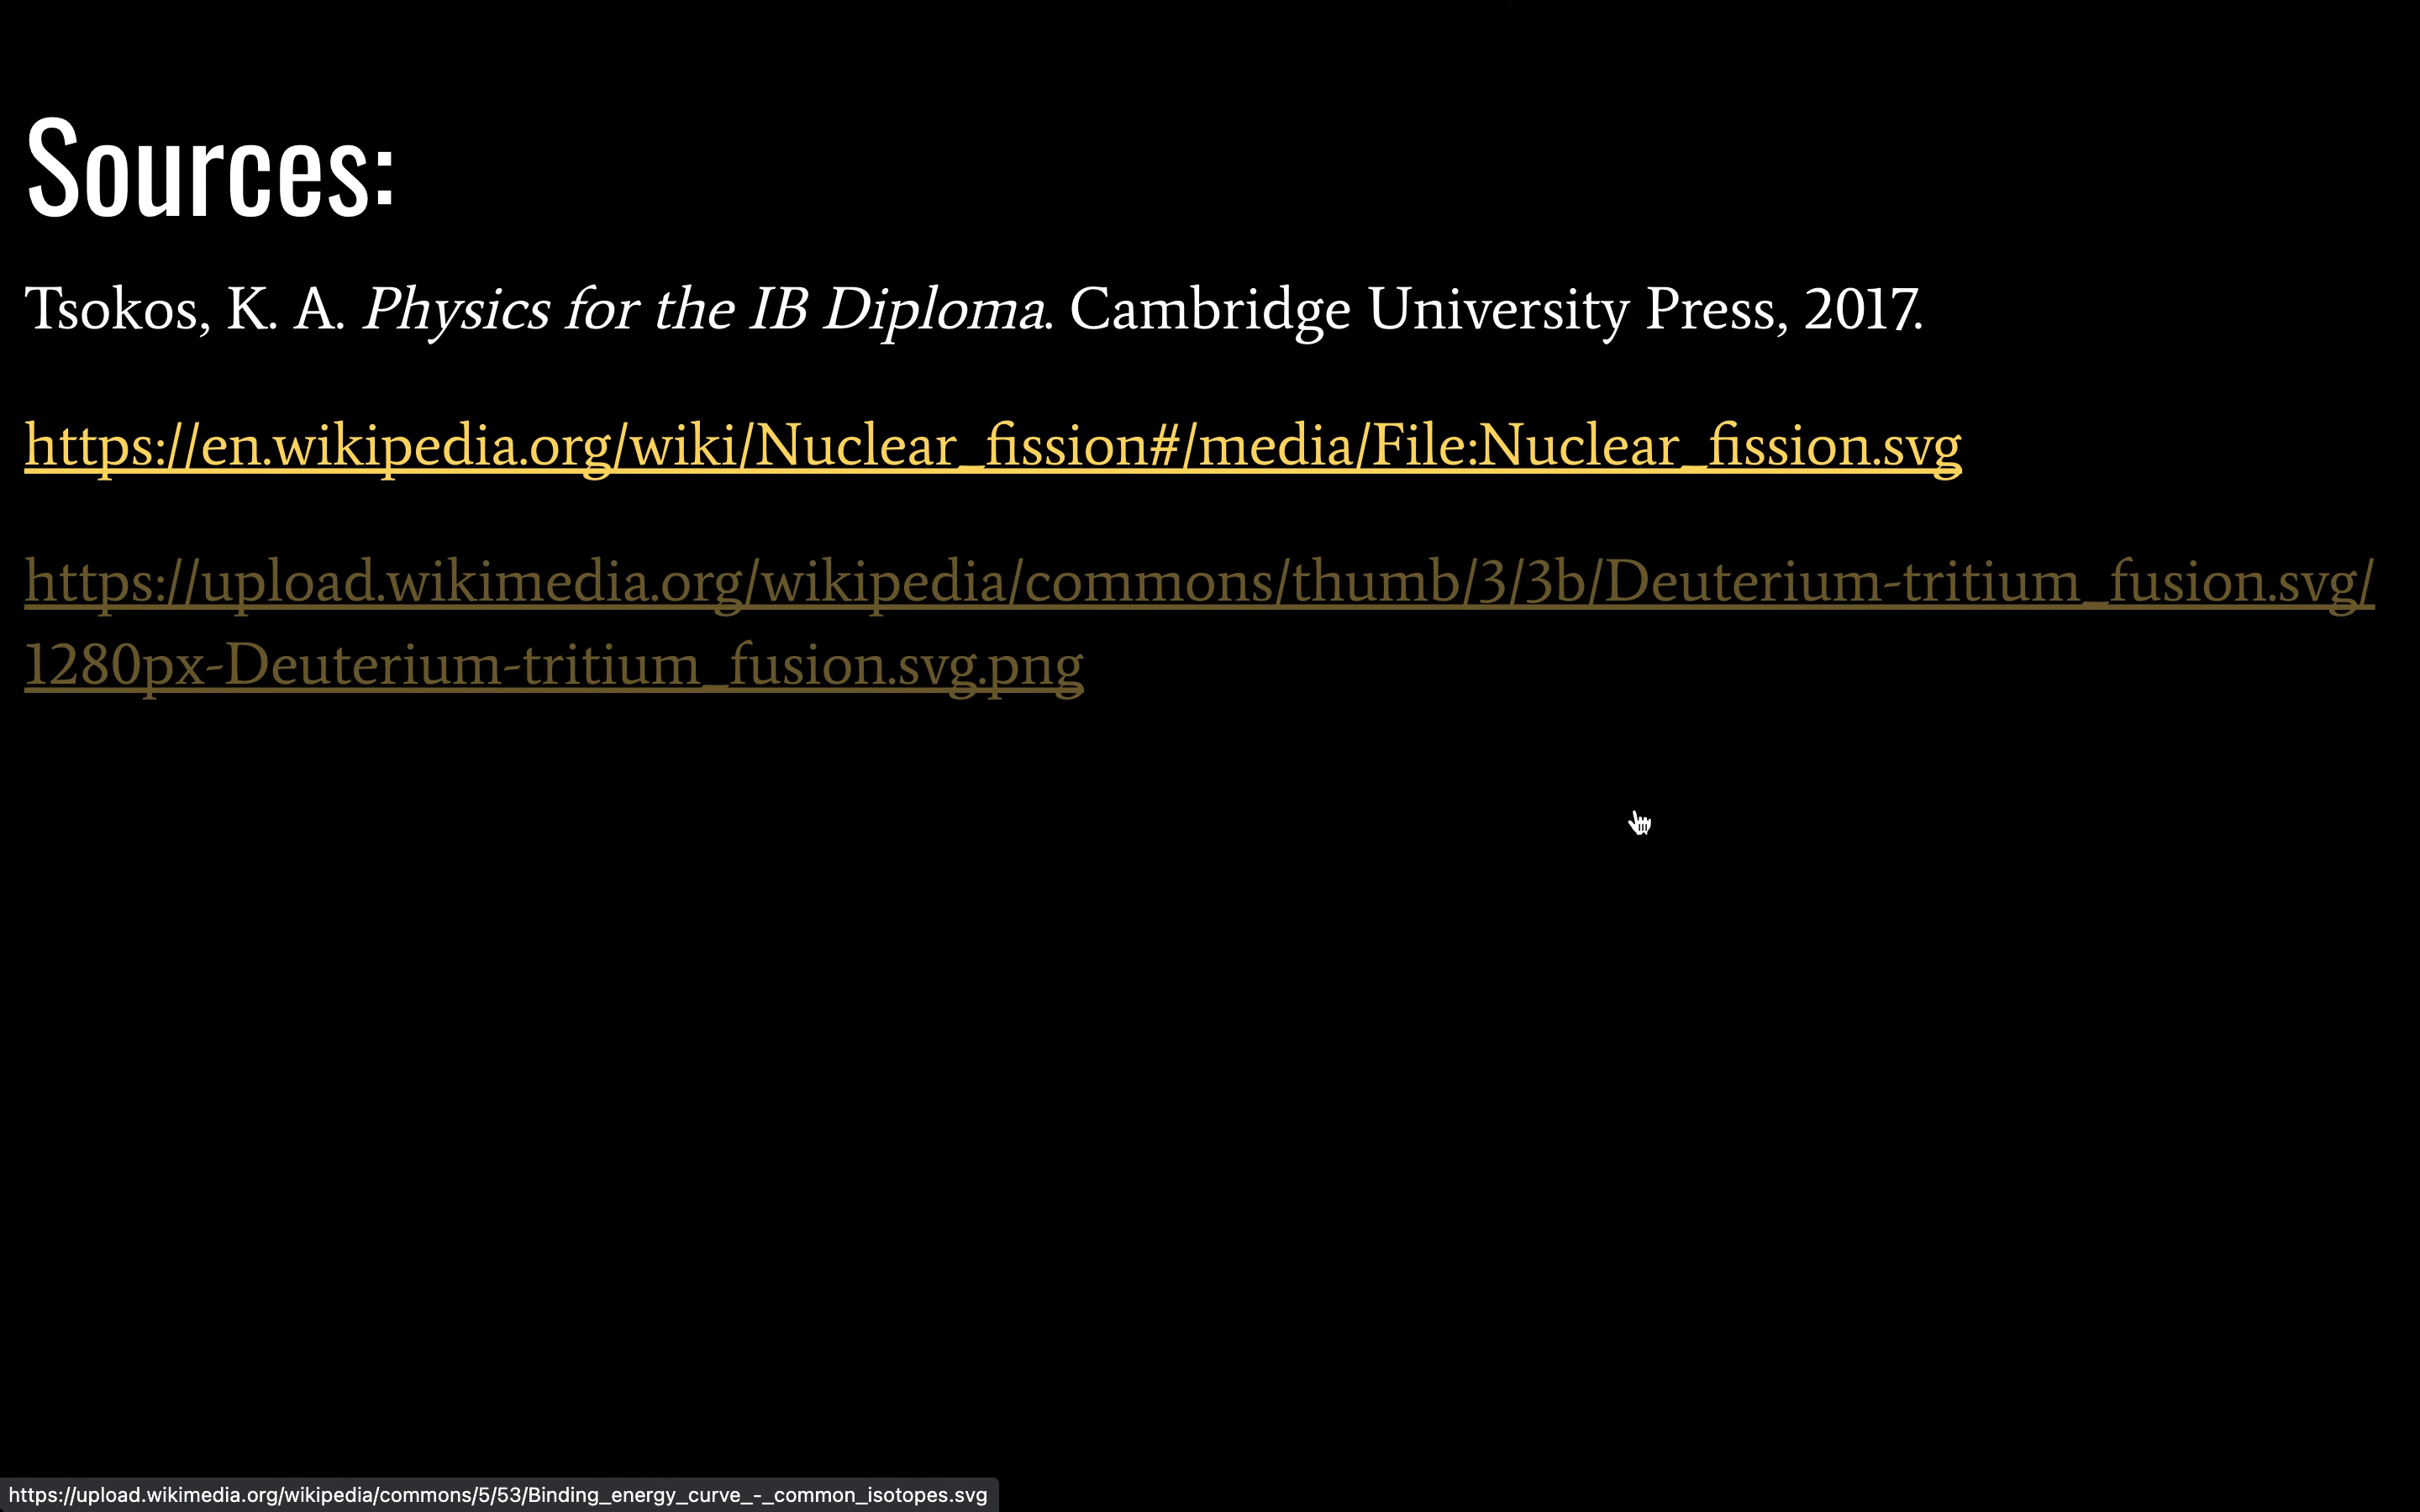 Sources:
Tsokos, K. A. Physics for the IB Diploma. Cambridge University Press, 2017.
https://en.wikipedia.org/wiki/Nuclear_fission#/media/File:Nuclear_fission.svg
https://upload.wikimedia.org/wikipedia/commons/thumb/3/3b/Deuterium-tritium_fusion.svg/
1280px-Deuterium-tritium_fusion.svg.png
https://upload.wikimedia.org/wikipedia/commons/5/53/Binding_energy_curve_-_common_isotopes.svg